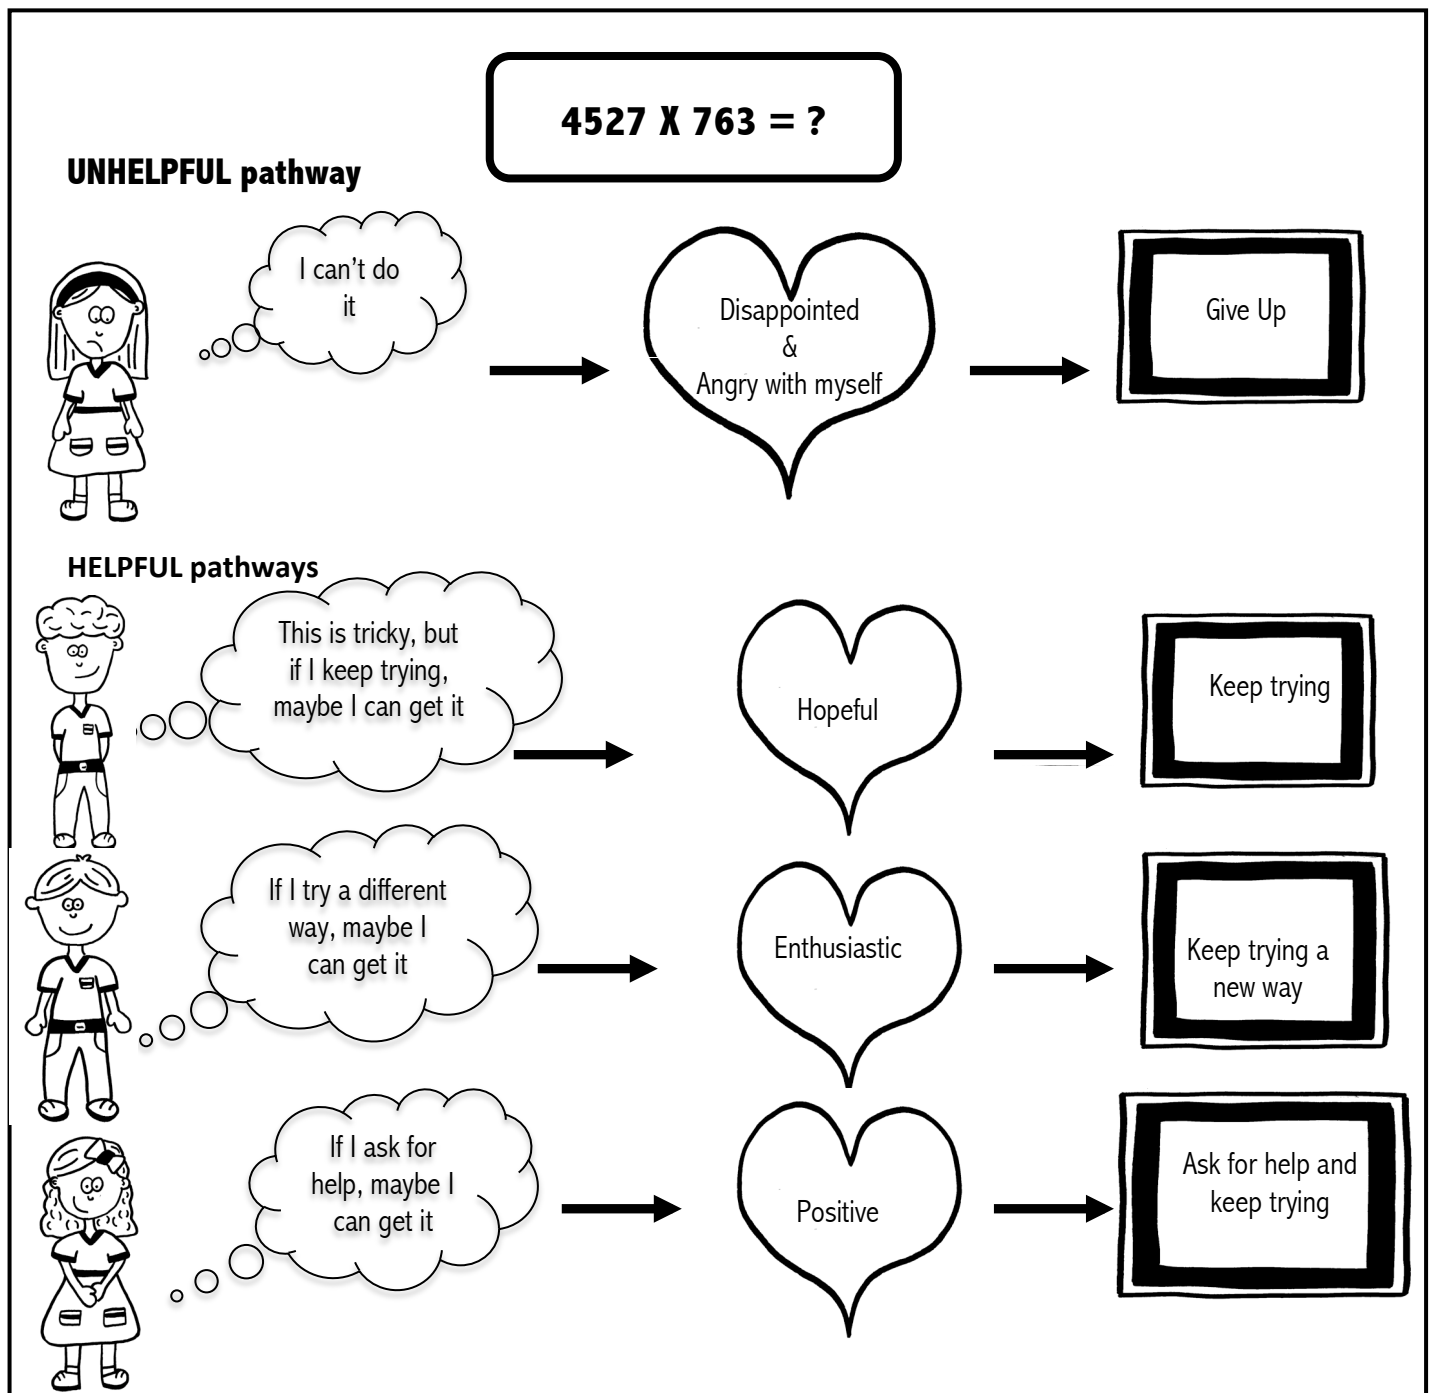 4527 X 763 = ?
UNHELPFUL pathway
I can't do
it
Disappointed
&
Angry with myself
Give Up
HELPFUL pathways
This is tricky, but
if I keep trying,
maybe I can get it
Hopeful
Keep trying
If I try a different
way, maybe I
can get it
Enthusiastic
Keep trying a
new way
If I ask for
help, maybe I
can get it
Positive
Ask for help and
keep trying